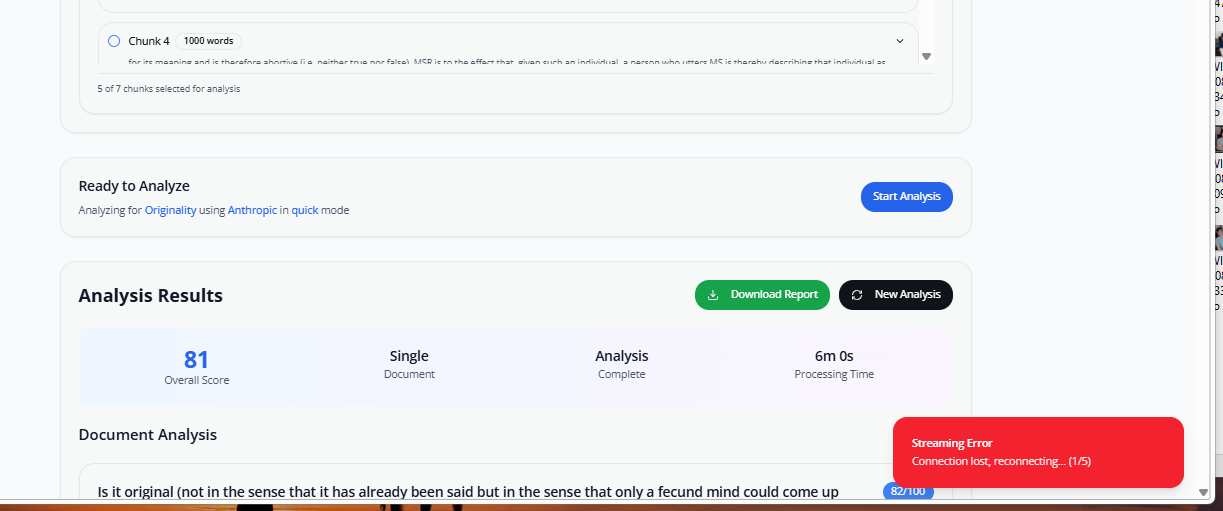 Chunk 4 1000 words
for its meaning and is therefore abortive (i.e. neither true nor false). MSR is to the effect that, given such an individual, a person who utters MS is thereby describing that individual as
5 of 7 chunks selected for analysis
Ready to Analyze
Analyzing for Originality using Anthropic in quick mode
Start Analysis
Analysis Results
Download Report
New Analysis
81
Overall Score
Single
Document
Analysis
Complete
6m 0s
Processing Time
Document Analysis
Is it original (not in the sense that it has already been said but in the sense that only a fecund mind could come up
82/100
Streaming Error
Connection lost, reconnecting... (1/5)